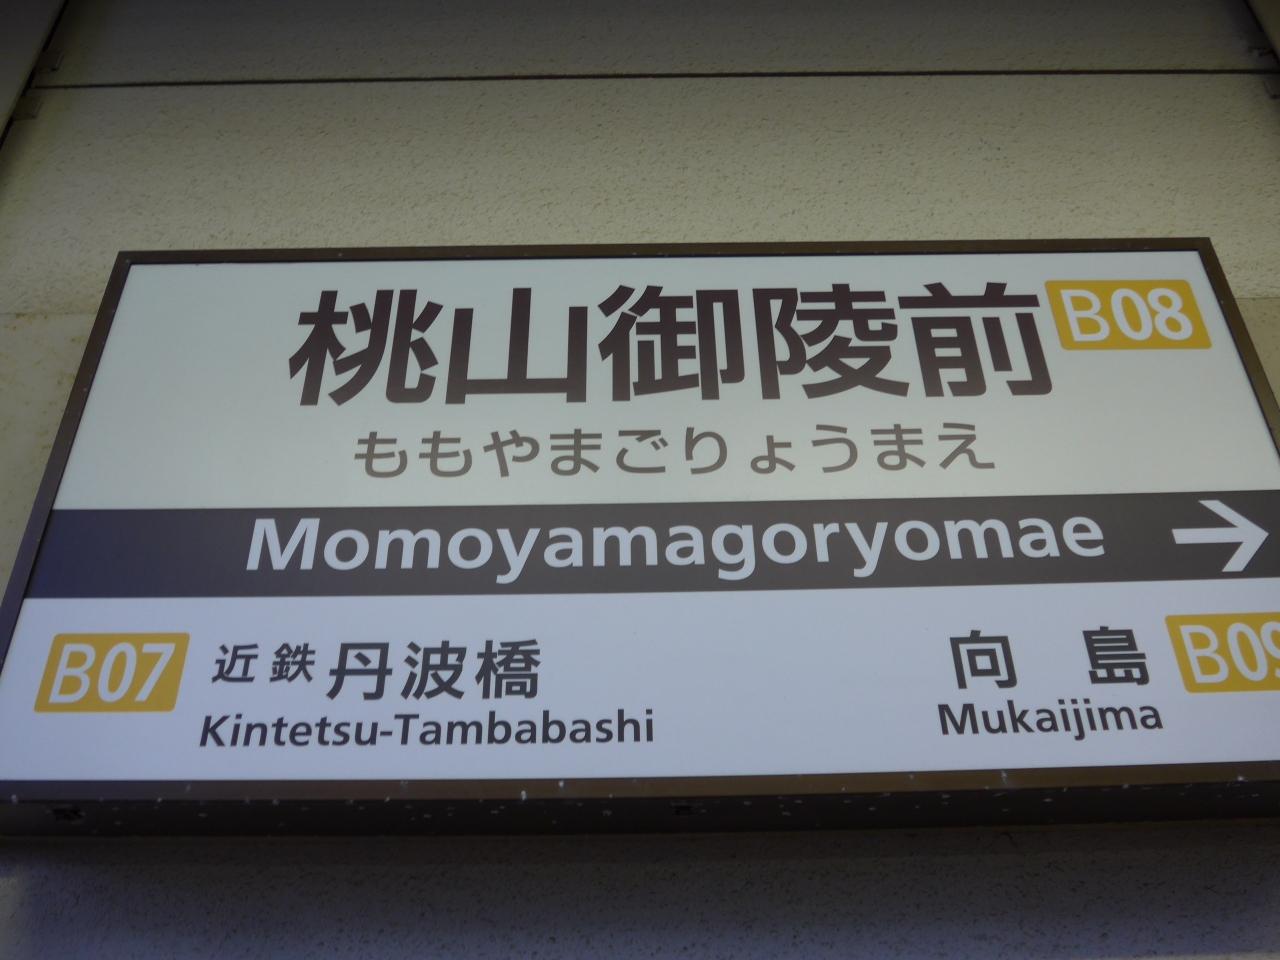 桃山御陵前 B08
ももやまごりょうまえ
Momoyamagoryomae →
B07 近鉄丹波橋
Kintetsu-Tambabashi
向島 B09
Mukaijima